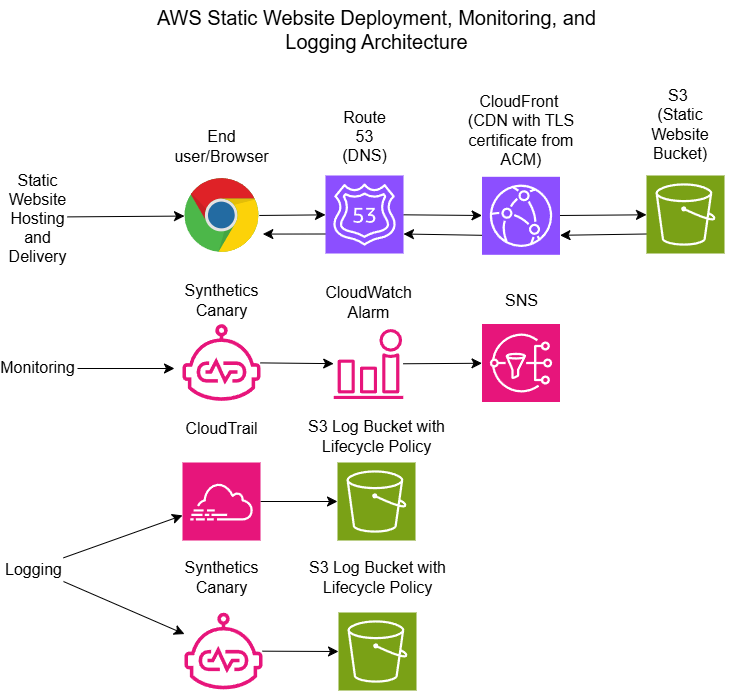 AWS Static Website Deployment, Monitoring, and
Logging Architecture
Static
Website
Hosting
and
Delivery
End
user/Browser
Route
53
(DNS)
53
CloudFront
(CDN with TLS
certificate from
ACM)
S3
(Static
Website
Bucket)
Monitoring
Synthetics
Canary
CloudWatch
Alarm
SNS
Logging
CloudTrail
S3 Log Bucket with
Lifecycle Policy
Synthetics
Canary
S3 Log Bucket with
Lifecycle Policy